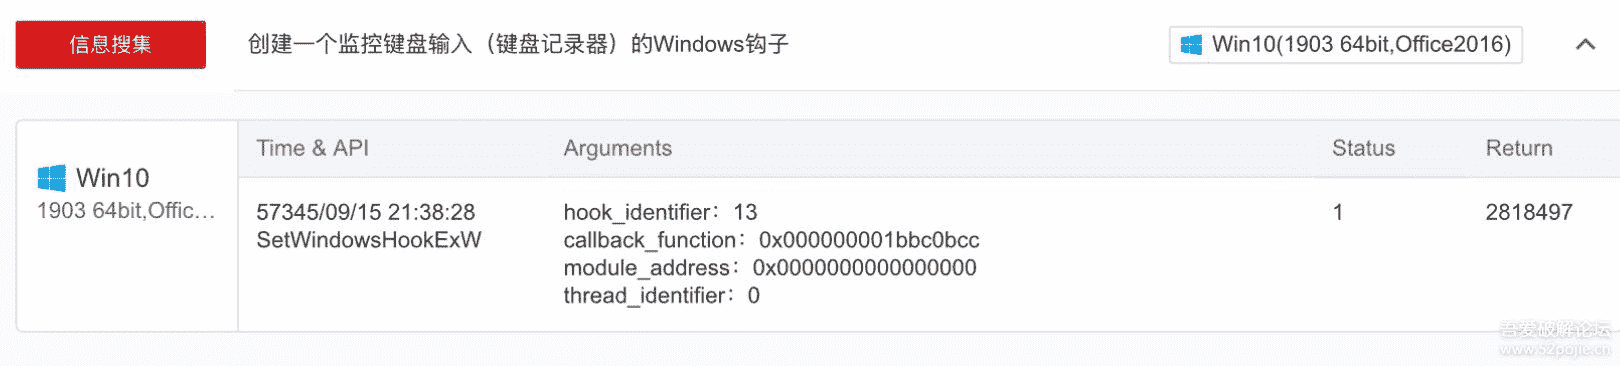 信息搜集
创建一个监控键盘输入（键盘记录器）的Windows钩子
Win10(1903 64bit,Office2016)
Time & API
Arguments
Status
Return
Win10
1903 64bit,Offic...
57345/09/15 21:38:28
SetWindowsHookExW
hook_identifier：13
callback_function：0x000000001bbc0bcc
module_address：0x0000000000000000
thread_identifier：0
1
2818497
吾爱破解论坛
www.52pojie.cn